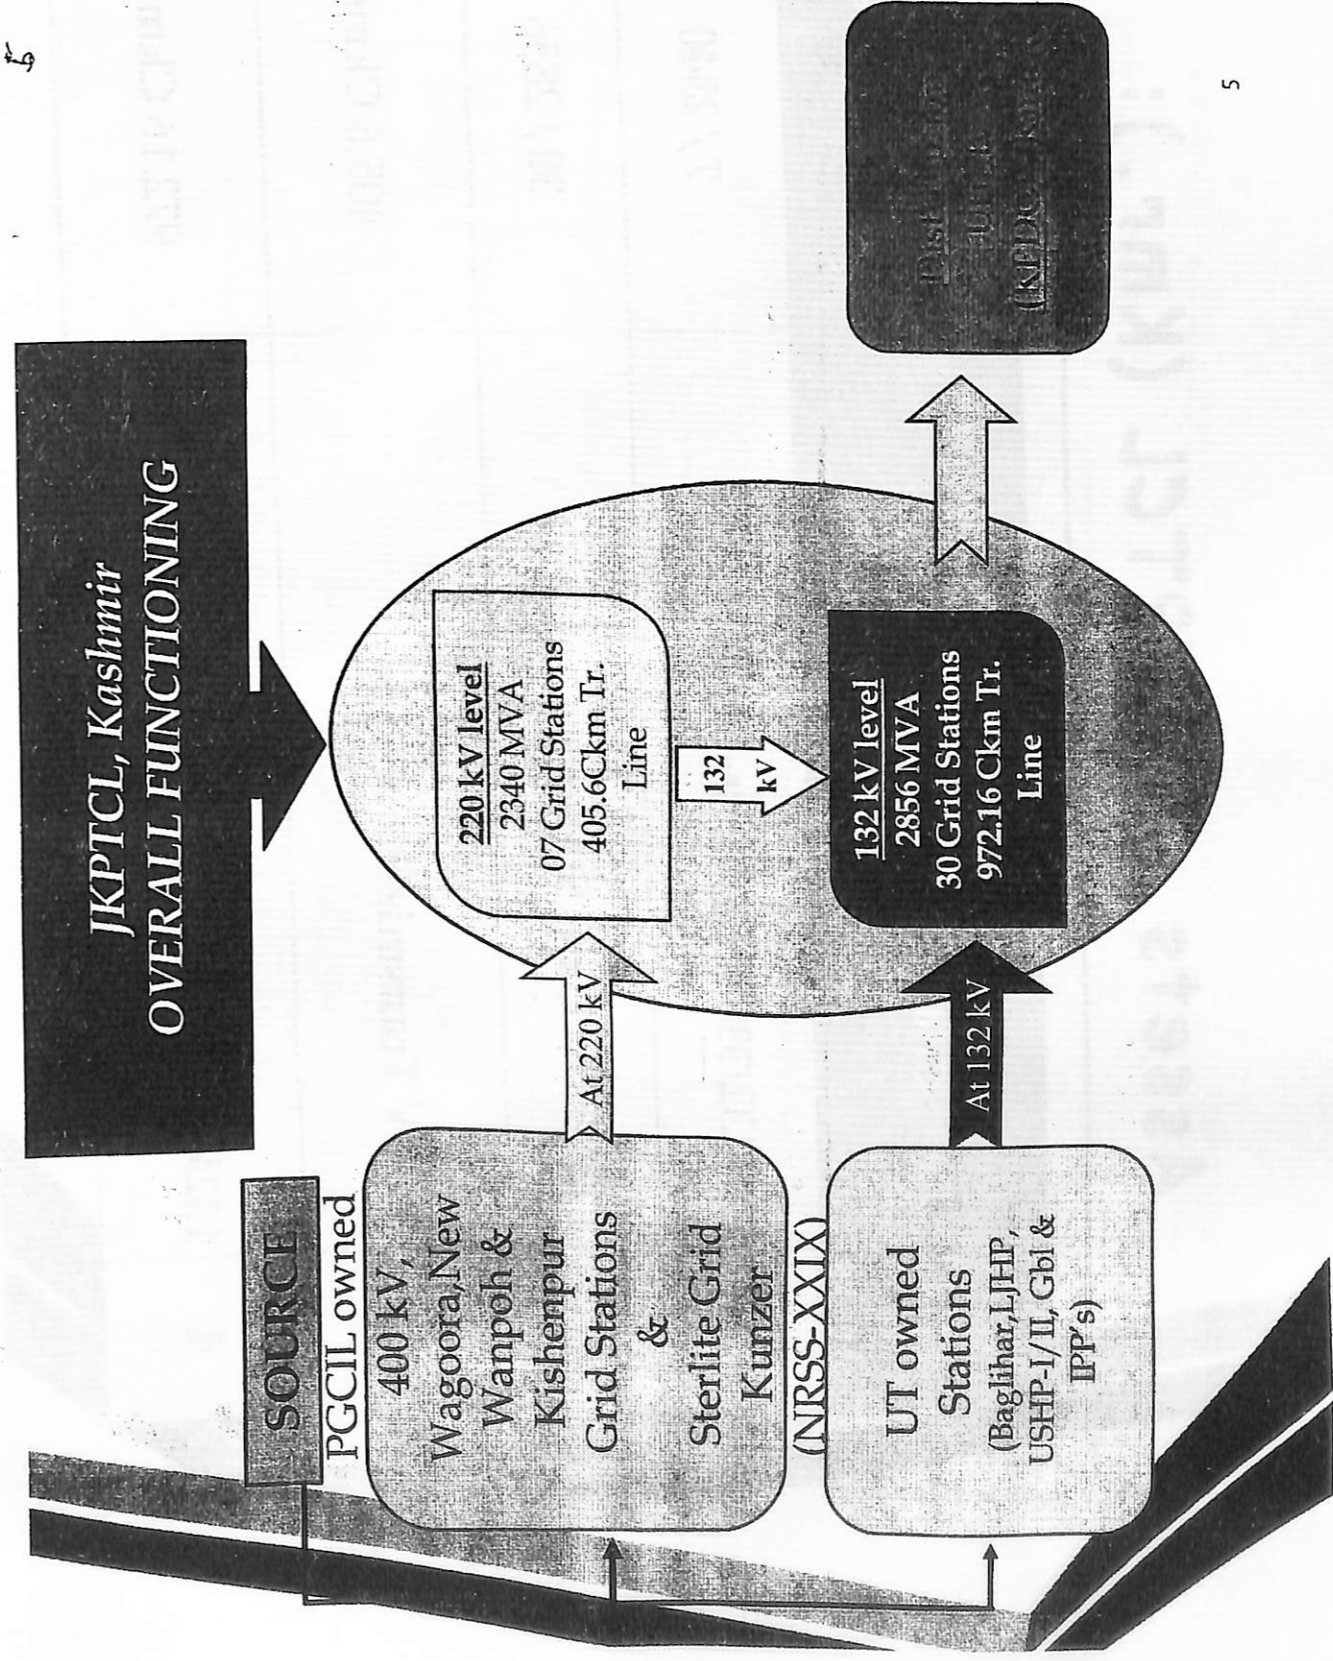 JKPTCL, Kashmir
OVERALL FUNCTIONING
SOURCE
PGCIL owned
400 kV,
Wagoora,New
Wanpoh &
Kishenpur
Grid Stations
&
Sterlite Grid
Kunzer
(NRSS-XXIX)
UT owned
Stations
(Baglihar,LJHP,
USHP-I/II, Gbl &
IPP's)
At 220 kV
At 132 kV
220 kV level
2340 MVA
07 Grid Stations
405.6Ckm Tr.
Line
132
kV
132 kV level
2856 MVA
30 Grid Stations
972.16 Ckm Tr.
Line
5
5